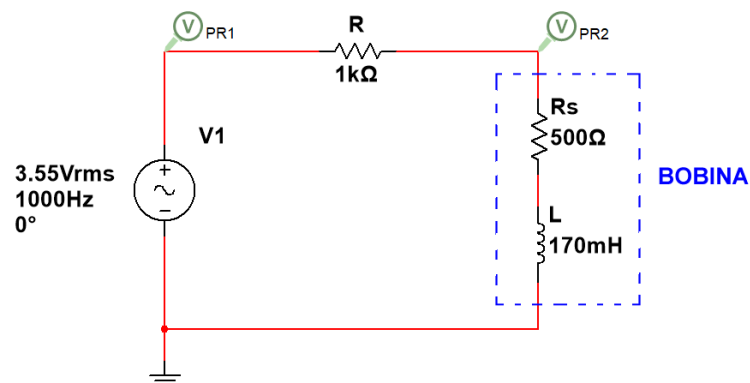 V
PR1
R
1kΩ
V
PR2
V1
3.55Vrms
1000Hz
0°
Rs
500Ω
L
170mH
BOBINA